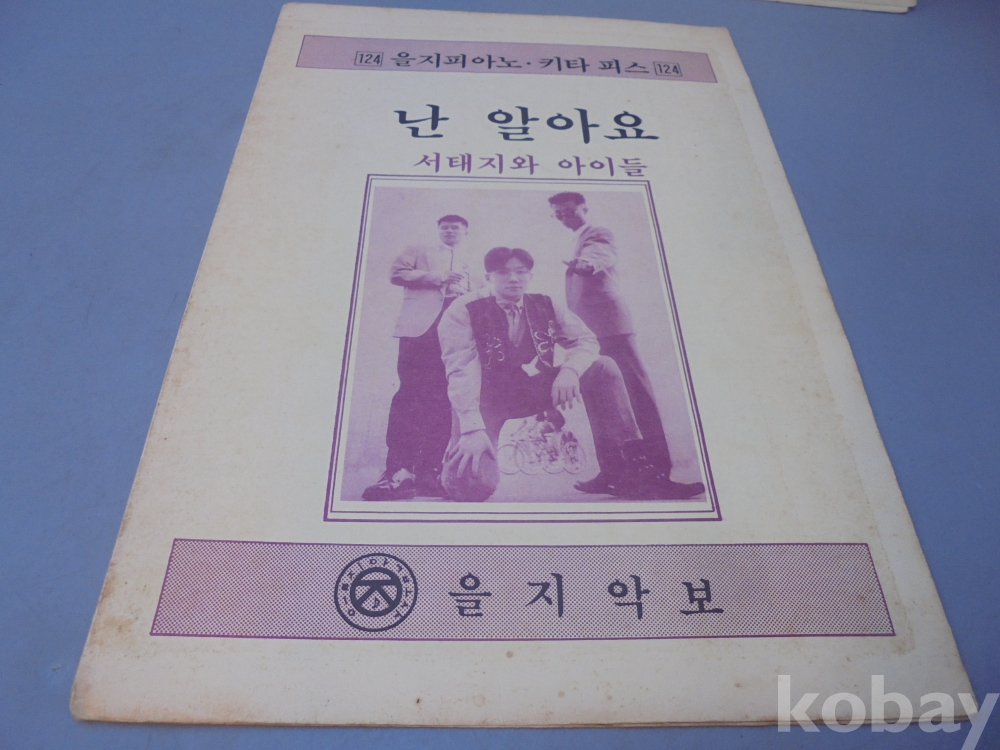 124 을지피아노·키타 피스 124
난 알아요
서태지와 아이들
을지악보
kobay